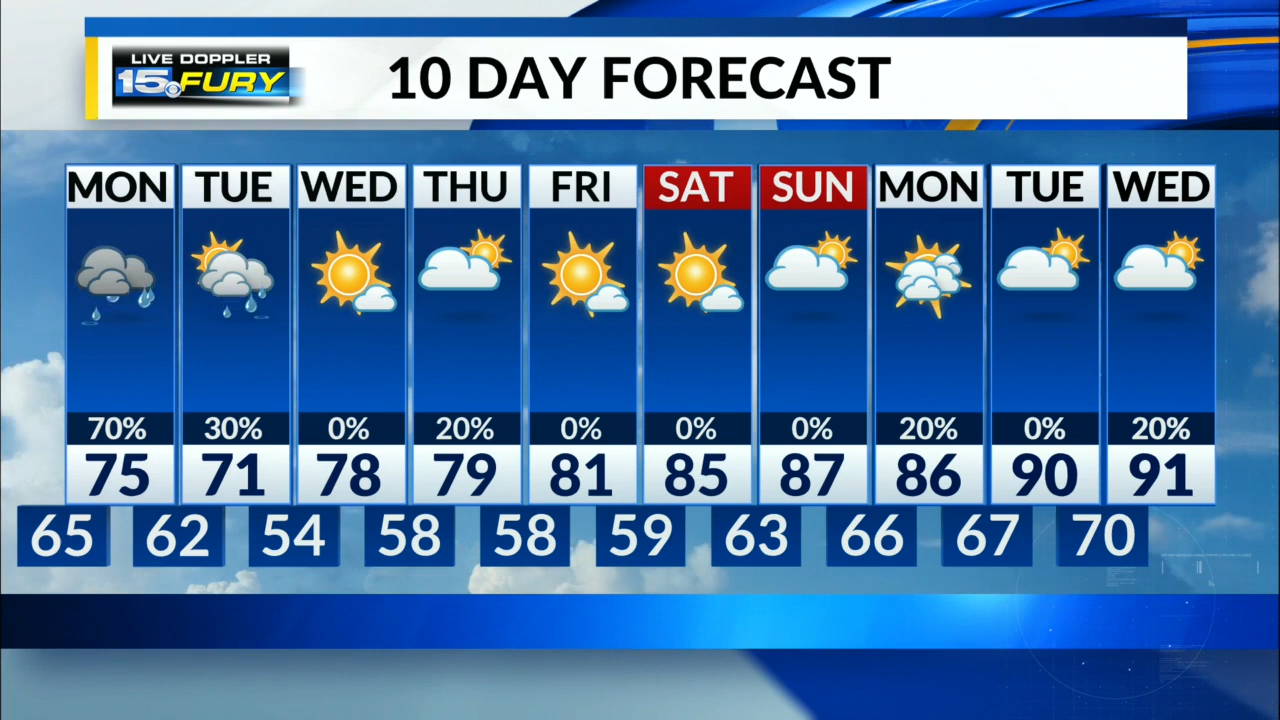 LIVE DOPPLER
15 FURY
10 DAY FORECAST
MON TUE WED THU FRI SAT SUN MON TUE WED
70% 30% 0% 20% 0% 0% 0% 20% 0% 20%
75 71 78 79 81 85 87 86 90 91
65 62 54 58 58 59 63 66 67 70